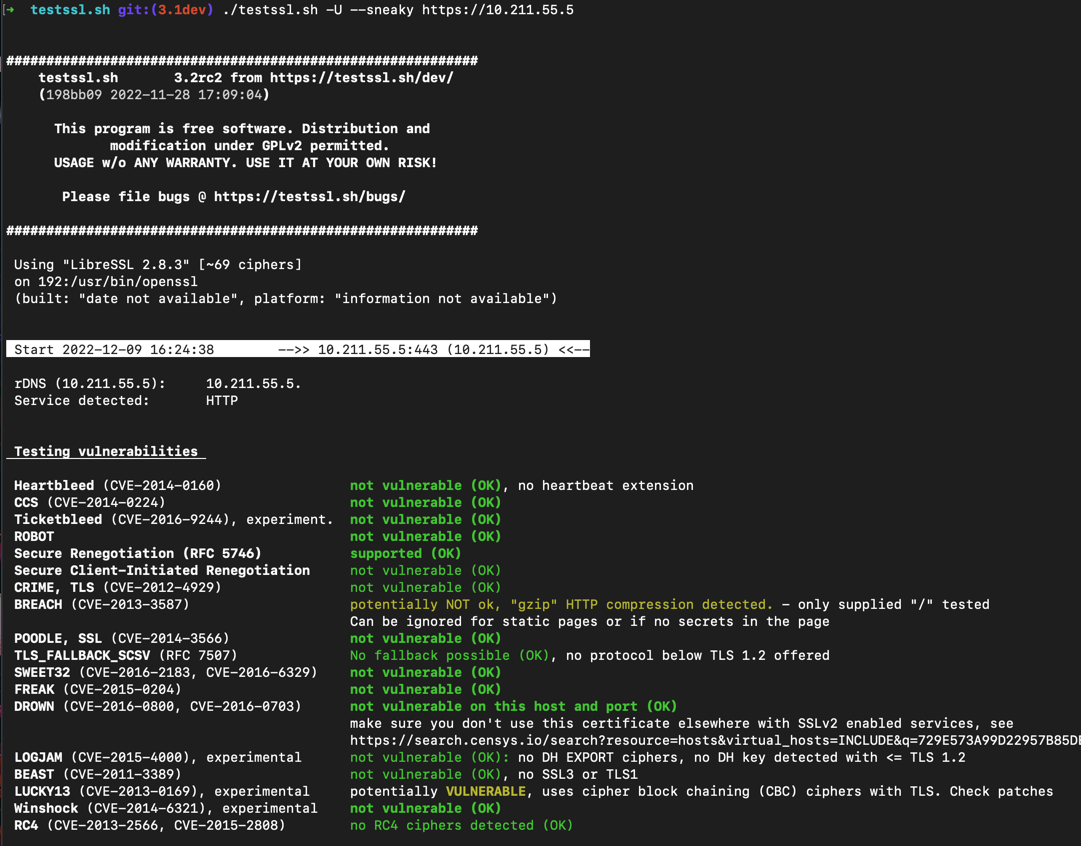 → testssl.sh git:(3.1dev) ./testssl.sh -U --sneaky https://10.211.55.5
###########################################################
testssl.sh 3.2rc2 from https://testssl.sh/dev/
(198bb09 2022-11-28 17:09:04)
This program is free software. Distribution and
modification under GPLv2 permitted.
USAGE w/o ANY WARRANTY. USE IT AT YOUR OWN RISK!
Please file bugs @ https://testssl.sh/bugs/
###########################################################
Using "LibreSSL 2.8.3" [~69 ciphers]
on 192:/usr/bin/openssl
(built: "date not available", platform: "information not available")
Start 2022-12-09 16:24:38 -->> 10.211.55.5:443 (10.211.55.5) <<--
rDNS (10.211.55.5): 10.211.55.5.
Service detected: HTTP
Testing vulnerabilities
Heartbleed (CVE-2014-0160) not vulnerable (OK), no heartbeat extension
CCS (CVE-2014-0224) not vulnerable (OK)
Ticketbleed (CVE-2016-9244), experiment. not vulnerable (OK)
ROBOT not vulnerable (OK)
Secure Renegotiation (RFC 5746) supported (OK)
Secure Client-Initiated Renegotiation not vulnerable (OK)
CRIME, TLS (CVE-2012-4929) not vulnerable (OK)
BREACH (CVE-2013-3587) potentially NOT ok, "gzip" HTTP compression detected. - only supplied "/" tested
Can be ignored for static pages or if no secrets in the page
POODLE, SSL (CVE-2014-3566) not vulnerable (OK)
TLS_FALLBACK_SCSV (RFC 7507) No fallback possible (OK), no protocol below TLS 1.2 offered
SWEET32 (CVE-2016-2183, CVE-2016-6329) not vulnerable (OK)
FREAK (CVE-2015-0204) not vulnerable (OK)
DROWN (CVE-2016-0800, CVE-2016-0703) not vulnerable on this host and port (OK)
make sure you don't use this certificate elsewhere with SSLv2 enabled services, see
https://search.censys.io/search?resource=hosts&virtual_hosts=INCLUDE&q=729E573A99D22957B85D
LOGJAM (CVE-2015-4000), experimental not vulnerable (OK): no DH EXPORT ciphers, no DH key detected with <= TLS 1.2
BEAST (CVE-2011-3389) not vulnerable (OK), no SSL3 or TLS1
LUCKY13 (CVE-2013-0169), experimental potentially VULNERABLE, uses cipher block chaining (CBC) ciphers with TLS. Check patches
Winshock (CVE-2014-6321), experimental not vulnerable (OK)
RC4 (CVE-2013-2566, CVE-2015-2808) no RC4 ciphers detected (OK)